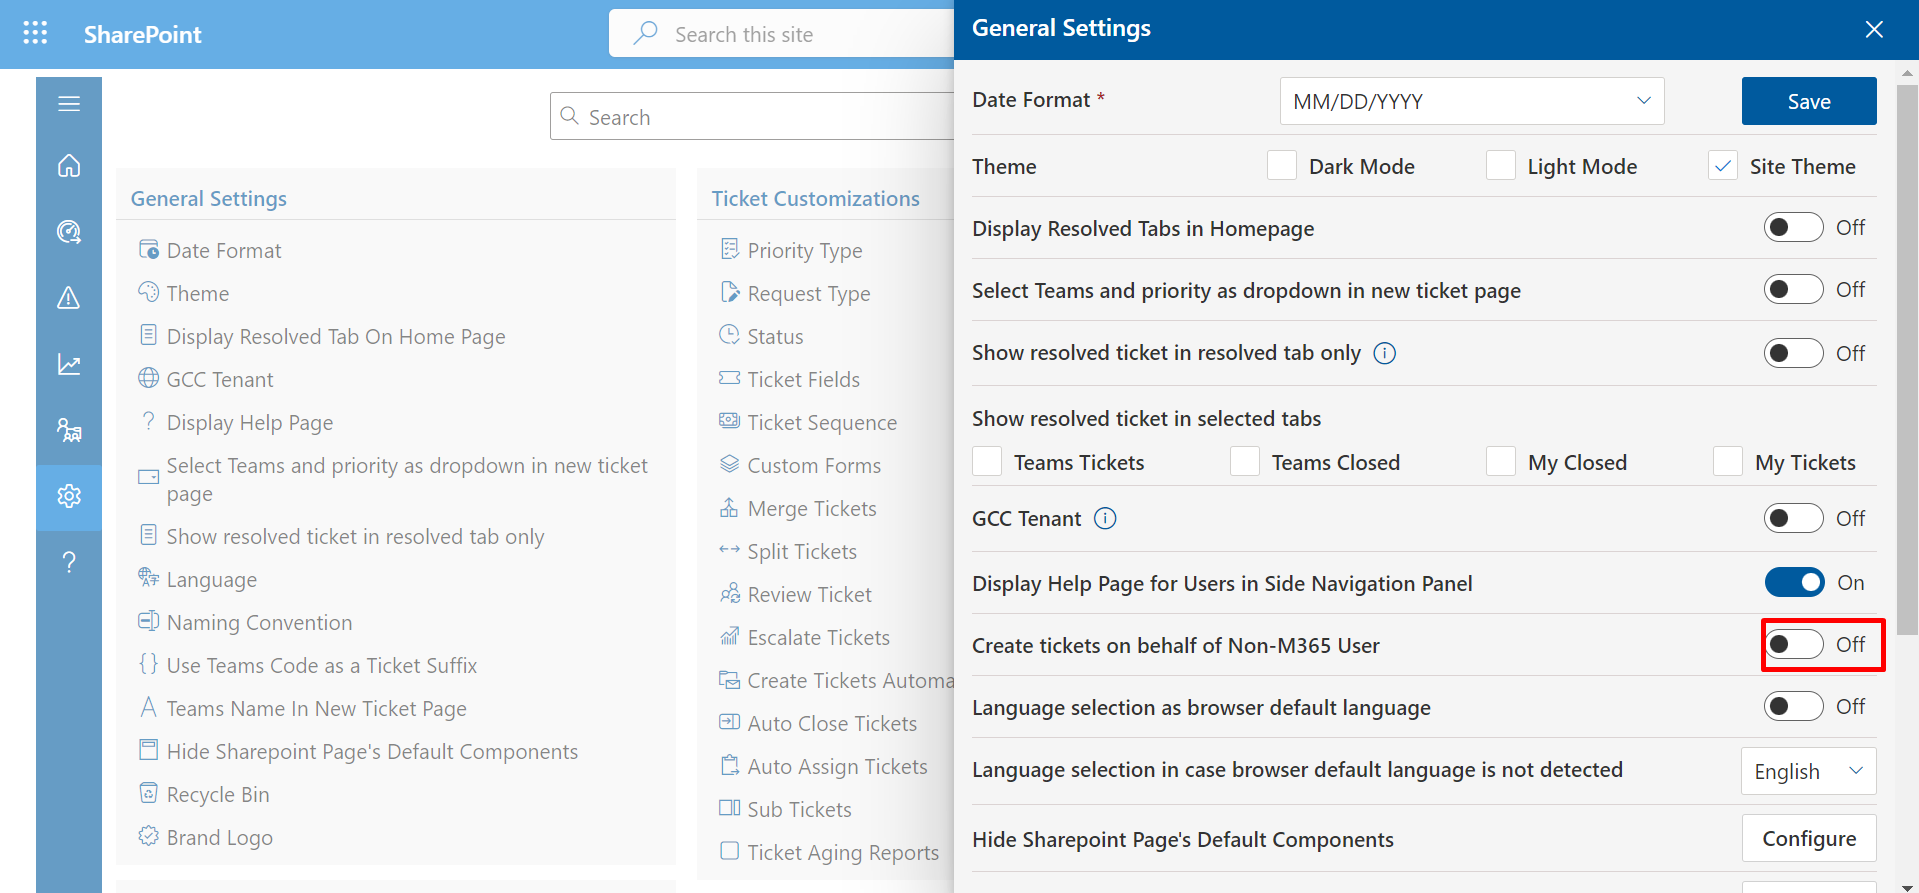 SharePoint
Search this site
Search
General Settings
Date Format
Theme
Display Resolved Tab On Home Page
GCC Tenant
Display Help Page
Select Teams and priority as dropdown in new ticket
page
Show resolved ticket in resolved tab only
Language
Naming Convention
Use Teams Code as a Ticket Suffix
Teams Name In New Ticket Page
Hide Sharepoint Page's Default Components
Recycle Bin
Brand Logo
Ticket Customizations
Priority Type
Request Type
Status
Ticket Fields
Ticket Sequence
Custom Forms
Merge Tickets
Split Tickets
Review Ticket
Escalate Tickets
Create Tickets Automa
Auto Close Tickets
Auto Assign Tickets
Sub Tickets
Ticket Aging Reports
General Settings
Date Format * MM/DD/YYYY Save
Theme Dark Mode Light Mode Site Theme
Display Resolved Tabs in Homepage Off
Select Teams and priority as dropdown in new ticket page Off
Show resolved ticket in resolved tab only Off
Show resolved ticket in selected tabs
Teams Tickets Teams Closed My Closed My Tickets
GCC Tenant Off
Display Help Page for Users in Side Navigation Panel On
Create tickets on behalf of Non-M365 User Off
Language selection as browser default language Off
Language selection in case browser default language is not detected English
Hide Sharepoint Page's Default Components Configure